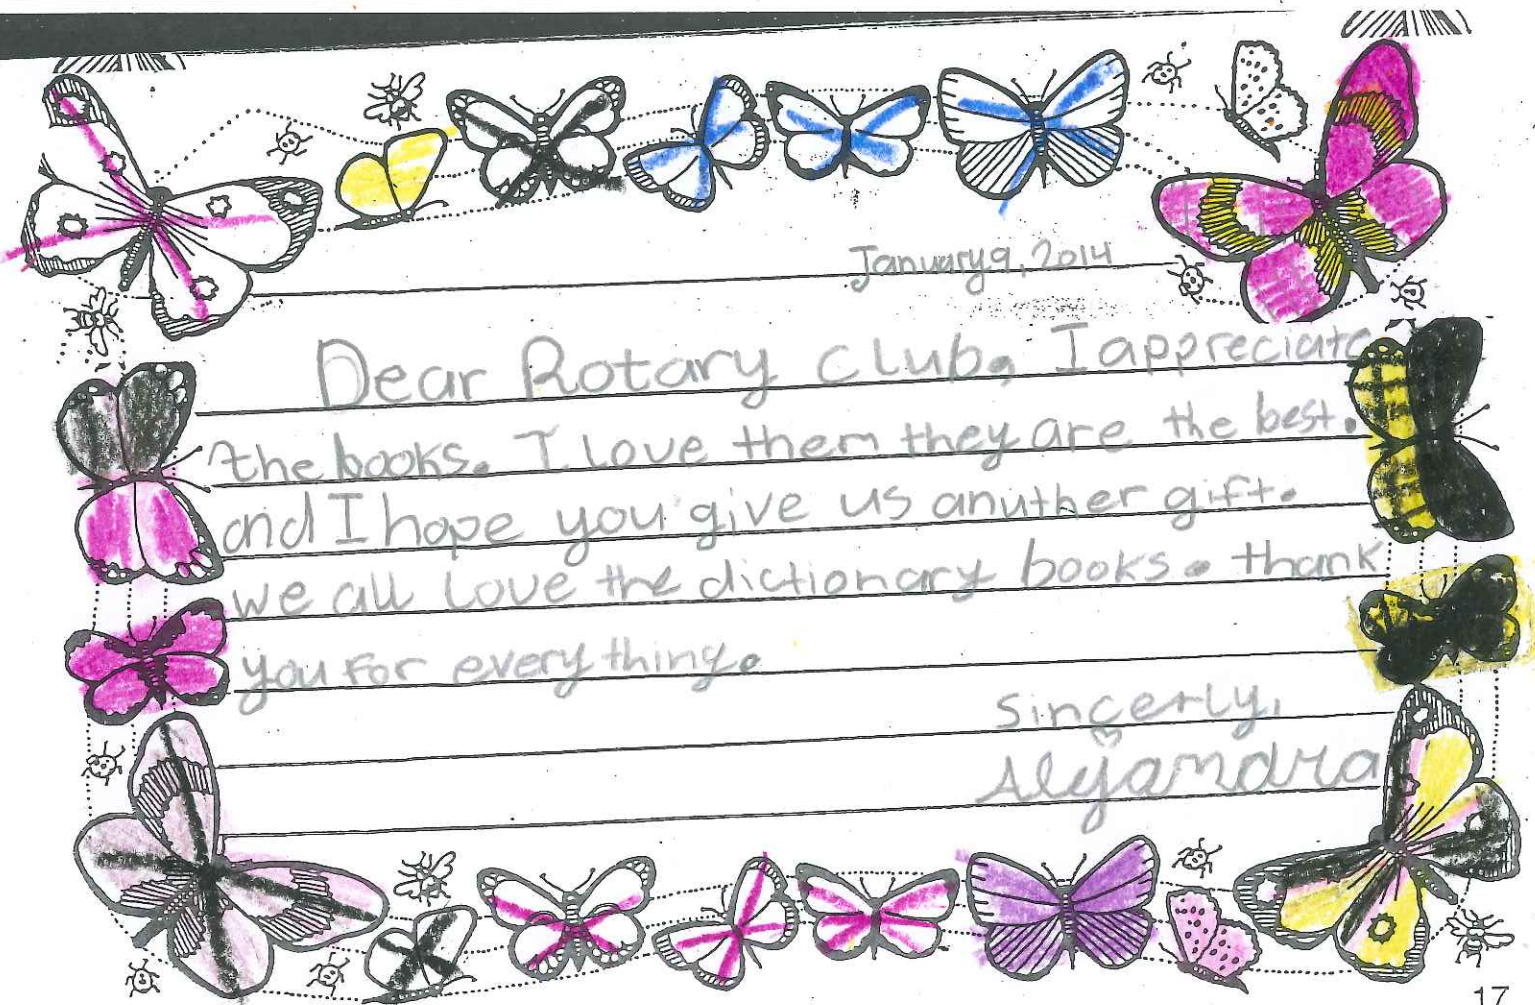 January 9, 2014
Dear Rotary club, I appreciate
the books. I Love them they are the best.
and I hope you give us anuther gift.
we all love the dictionary books. thank
you for every thing.
Sincerly,
Alejandra
17